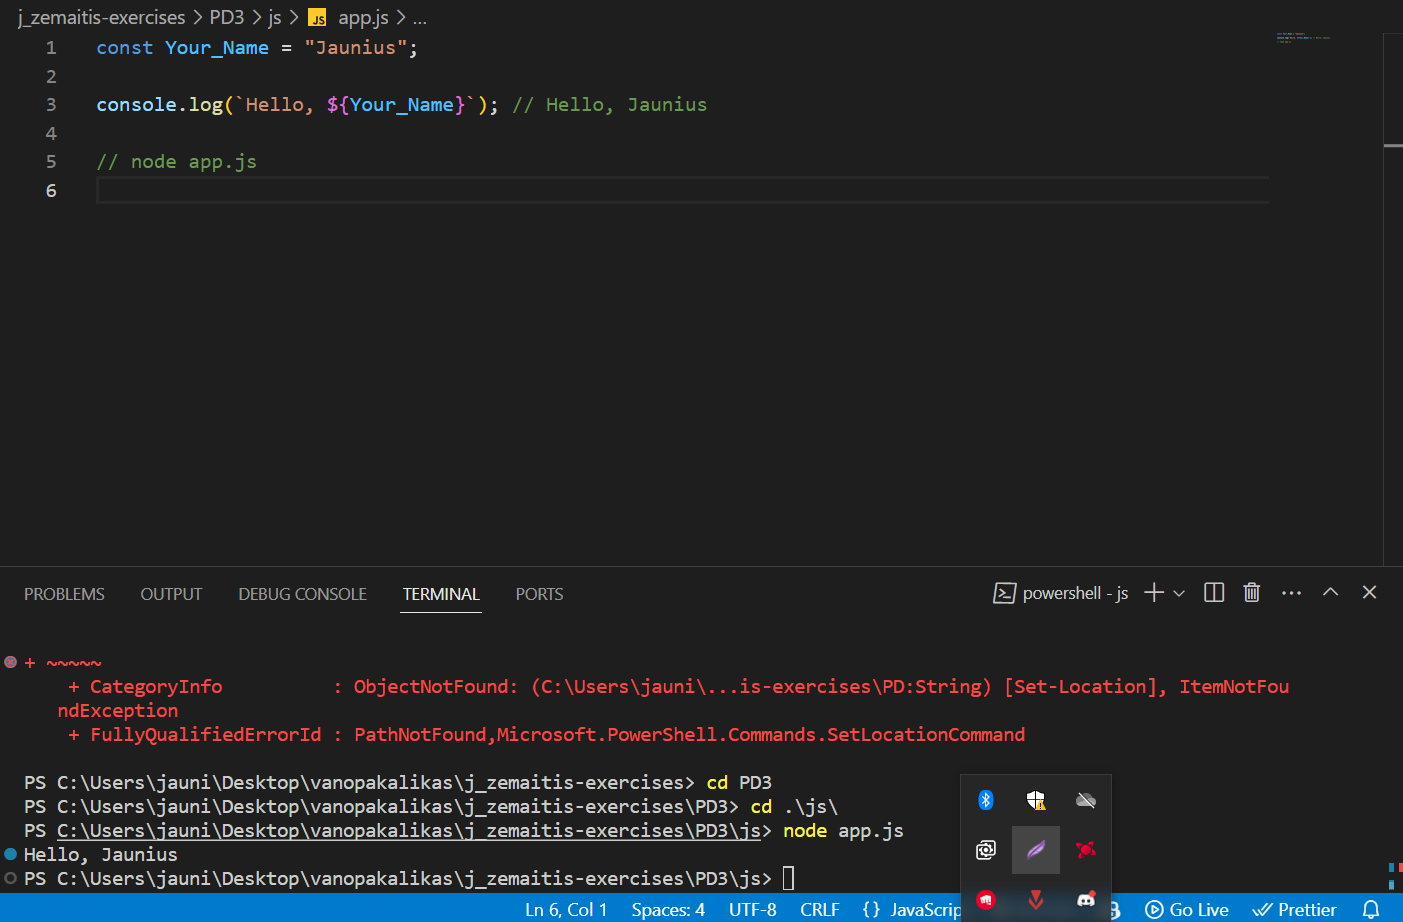 j_zemaitis-exercises > PD3 > js > JS app.js > ...
1 const Your_Name = "Jaunius";
2
3 console.log(`Hello, ${Your_Name}`); // Hello, Jaunius
4
5 // node app.js
6
PROBLEMS OUTPUT DEBUG CONSOLE TERMINAL PORTS powershell - js
+ ~~~~~
+ CategoryInfo : ObjectNotFound: (C:\Users\jauni\...is-exercises\PD:String) [Set-Location], ItemNotFou
ndException
+ FullyQualifiedErrorId : PathNotFound,Microsoft.PowerShell.Commands.SetLocationCommand
PS C:\Users\jauni\Desktop\vanopakalikas\j_zemaitis-exercises> cd PD3
PS C:\Users\jauni\Desktop\vanopakalikas\j_zemaitis-exercises\PD3> cd .\js\
PS C:\Users\jauni\Desktop\vanopakalikas\j_zemaitis-exercises\PD3\js> node app.js
Hello, Jaunius
PS C:\Users\jauni\Desktop\vanopakalikas\j_zemaitis-exercises\PD3\js>
Ln 6, Col 1 Spaces: 4 UTF-8 CRLF {} JavaScrip Go Live Prettier